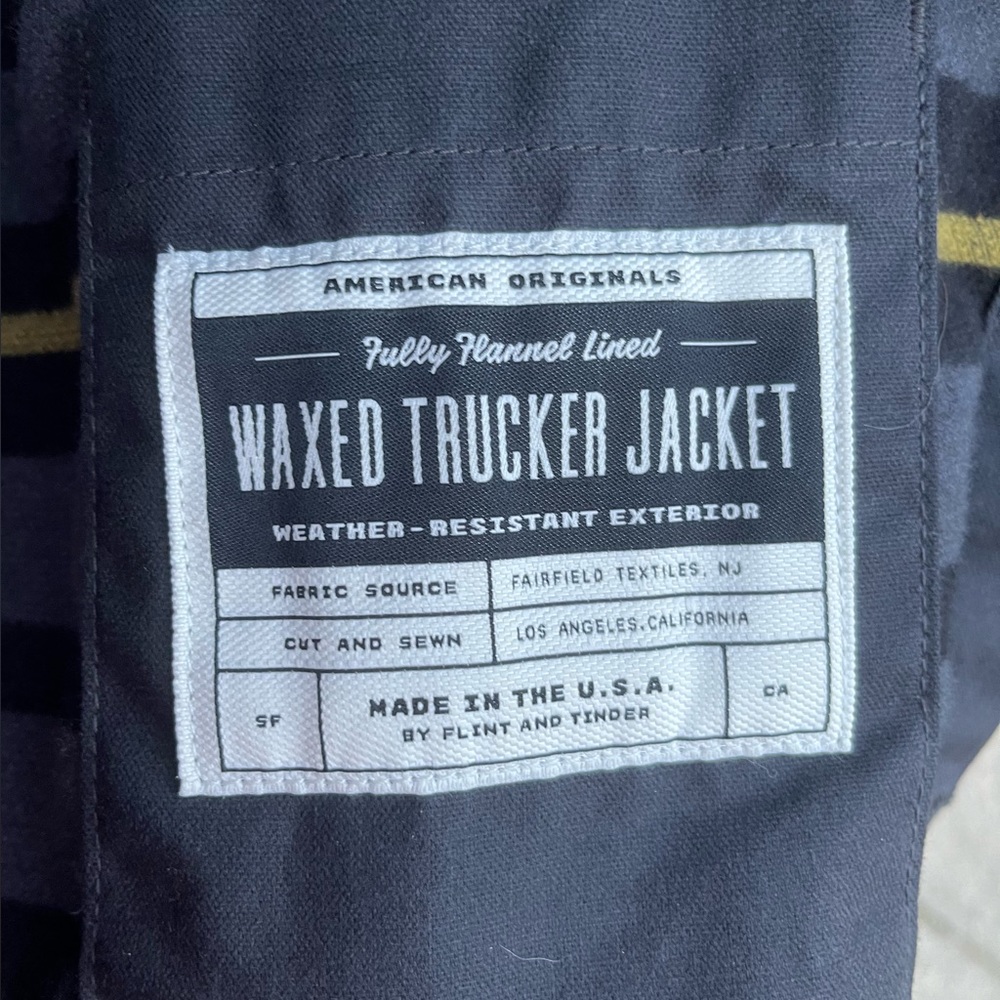 AMERICAN ORIGINALS
Fully Flannel Lined
WAXED TRUCKER JACKET
WEATHER-RESISTANT EXTERIOR
FABRIC SOURCE FAIRFIELD TEXTILES, NJ
CUT AND SEWN LOS ANGELES, CALIFORNIA
SF MADE IN THE U.S.A. CA
BY FLINT AND TINDER